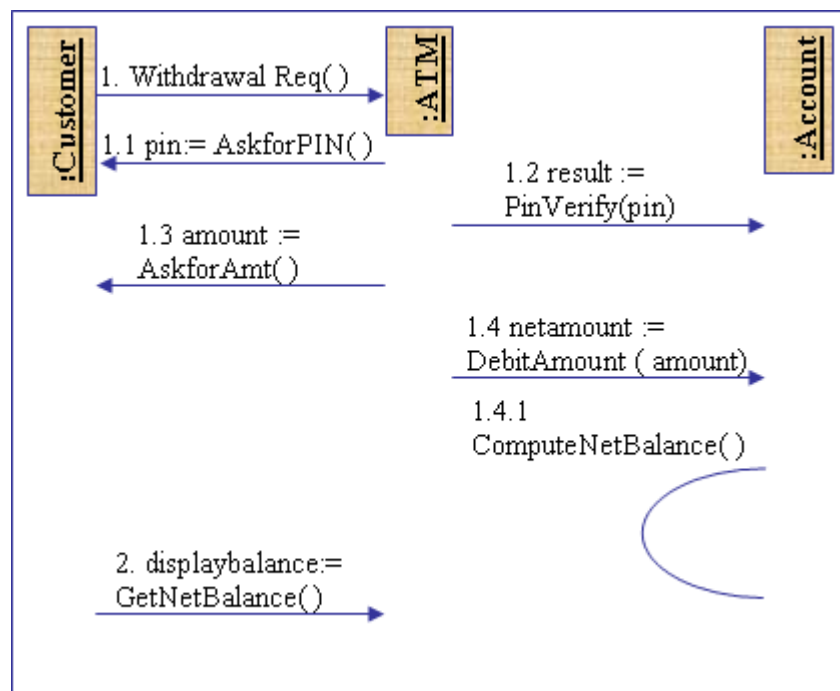 :Customer
:ATM
:Account
1. Withdrawal Req()
1.1 pin:= AskforPIN()
1.2 result :=
PinVerify(pin)
1.3 amount :=
AskforAmt()
1.4 netamount :=
DebitAmount ( amount)
1.4.1
ComputeNetBalance()
2. displaybalance:=
GetNetBalance()